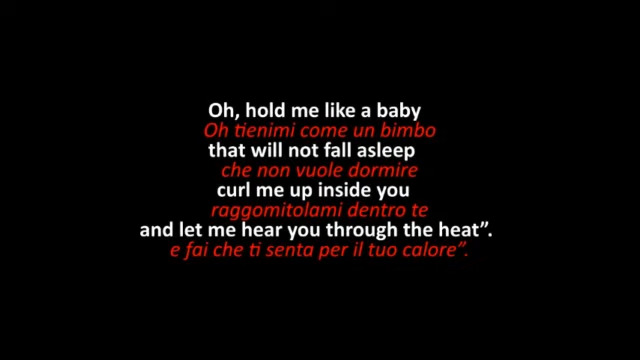 Oh, hold me like a baby
Oh tienimi come un bimbo
that will not fall asleep
che non vuole dormire
curl me up inside you
raggomitolami dentro te
and let me hear you through the heat”.
e fai che ti senta per il tuo calore”.